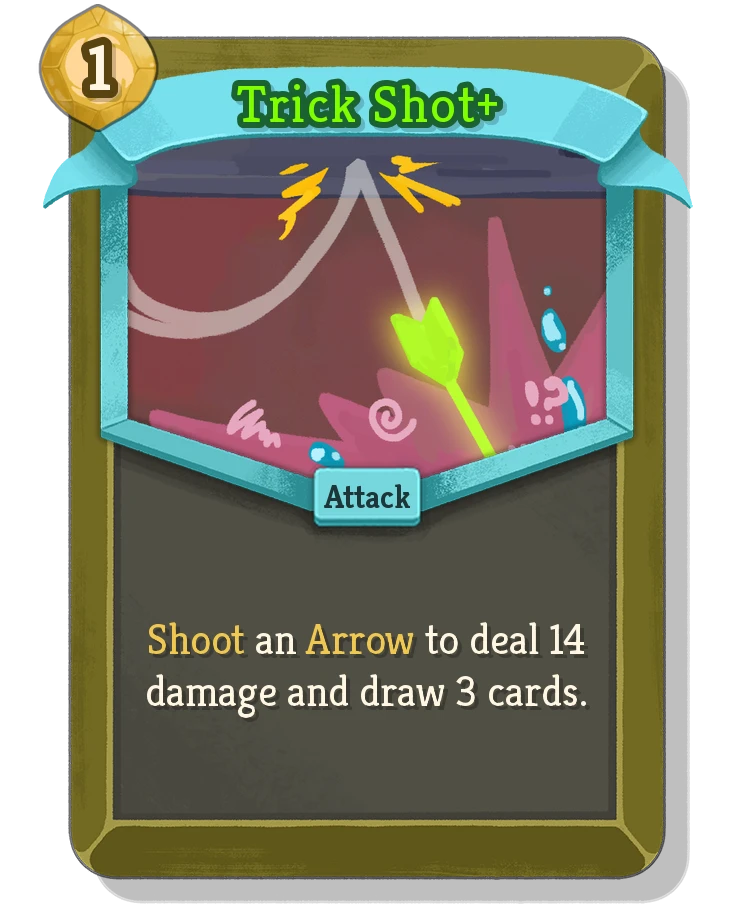 1
Trick Shot+
!?
Attack
Shoot an Arrow to deal 14
damage and draw 3 cards.